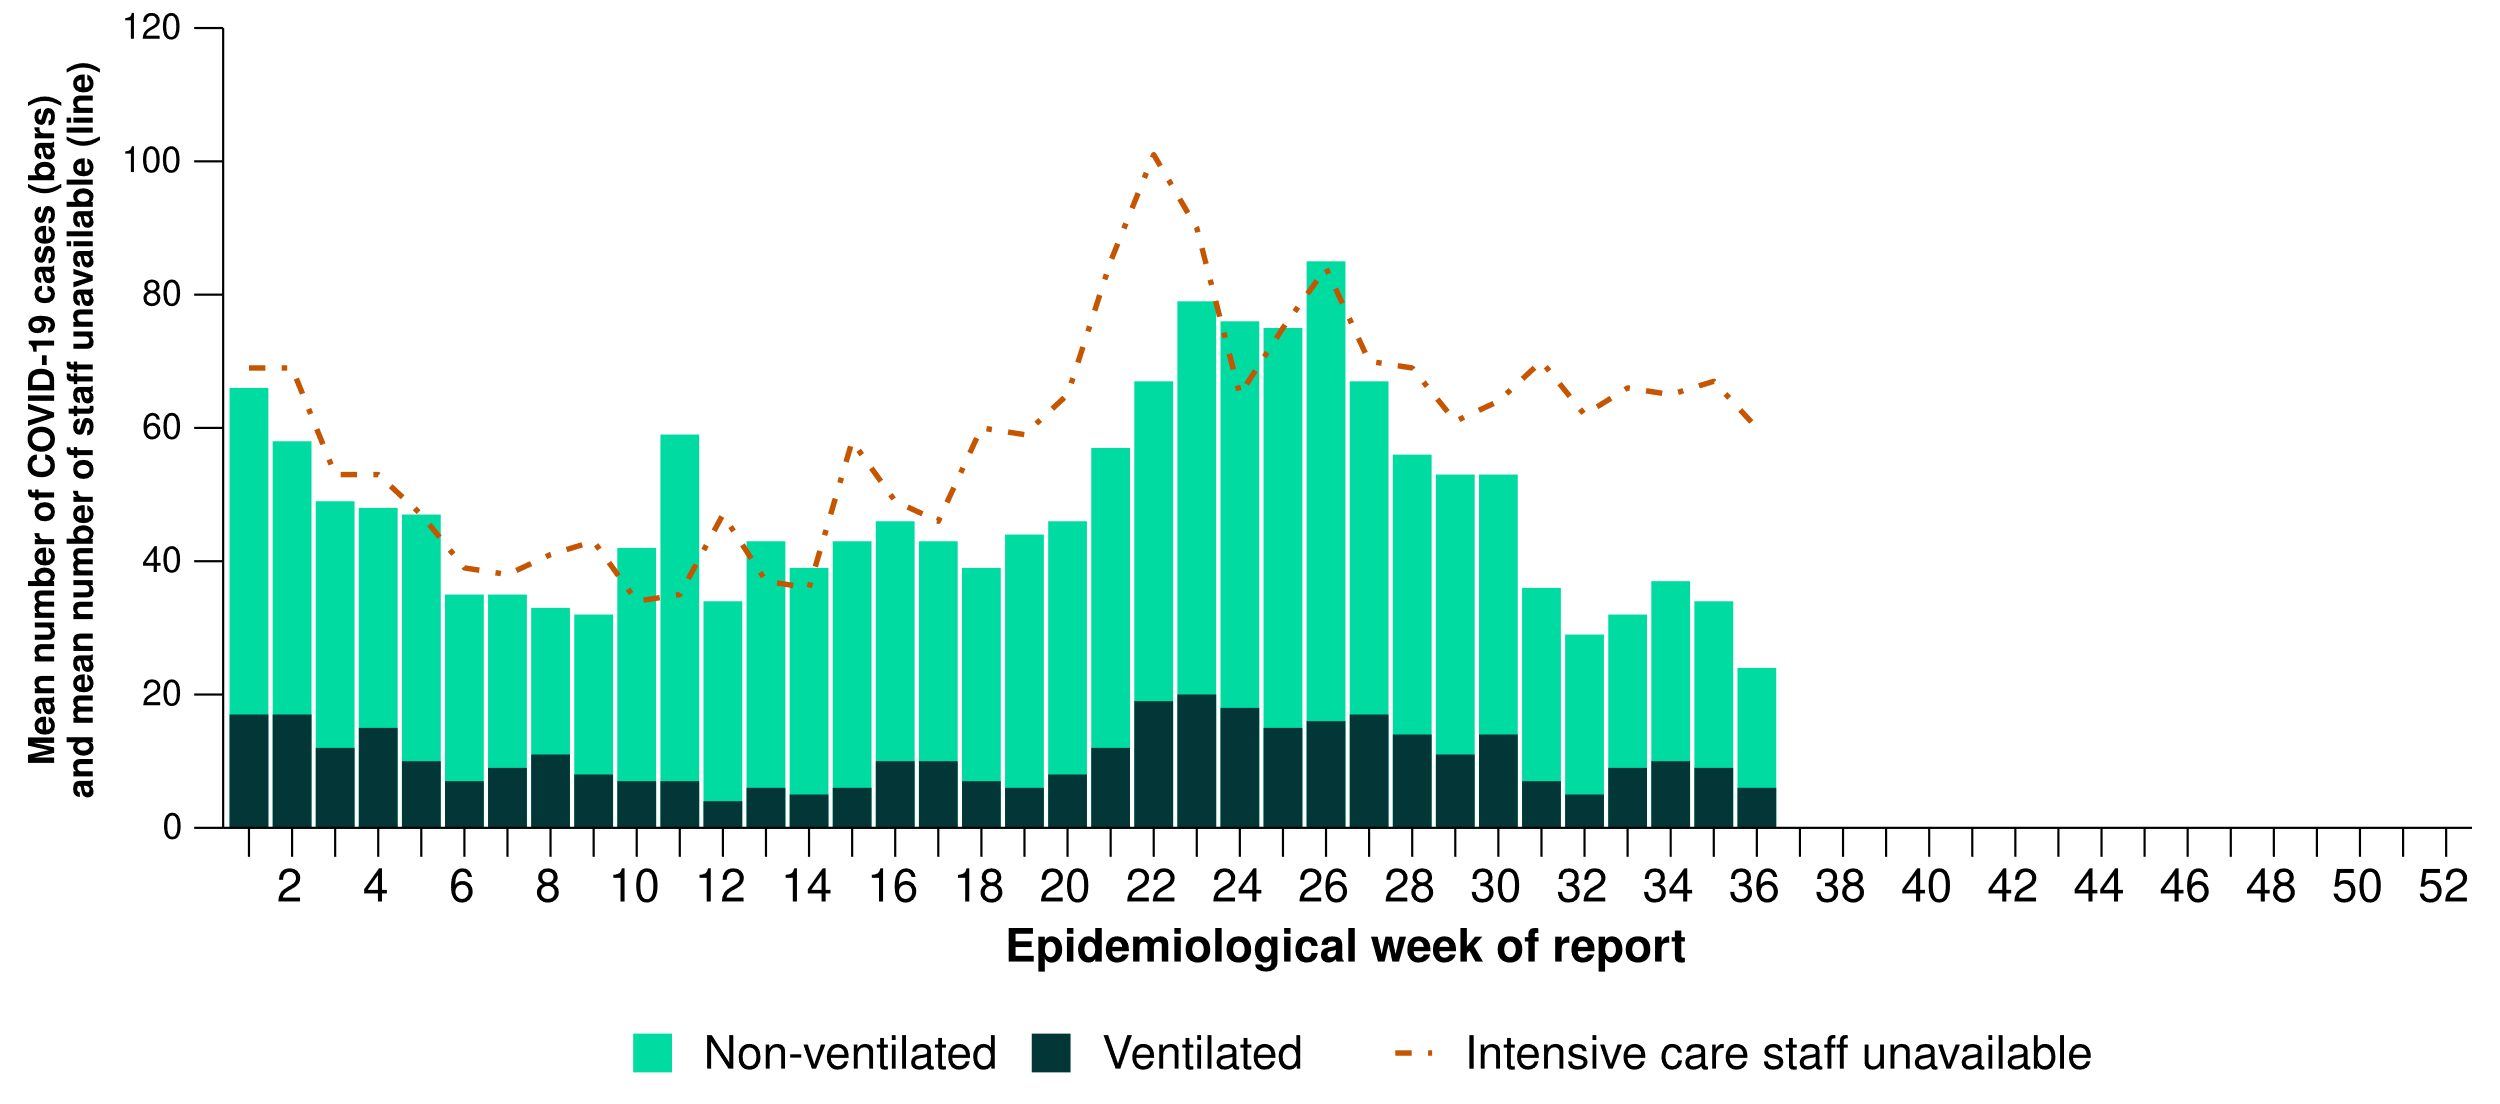 Mean number of COVID-19 cases (bars)
and mean number of staff unavailable (line)
120
100
80
60
40
20
0
2 4 6 8 10 12 14 16 18 20 22 24 26 28 30 32 34 36 38 40 42 44 46 48 50 52
Epidemiological week of report
Non-ventilated Ventilated Intensive care staff unavailable